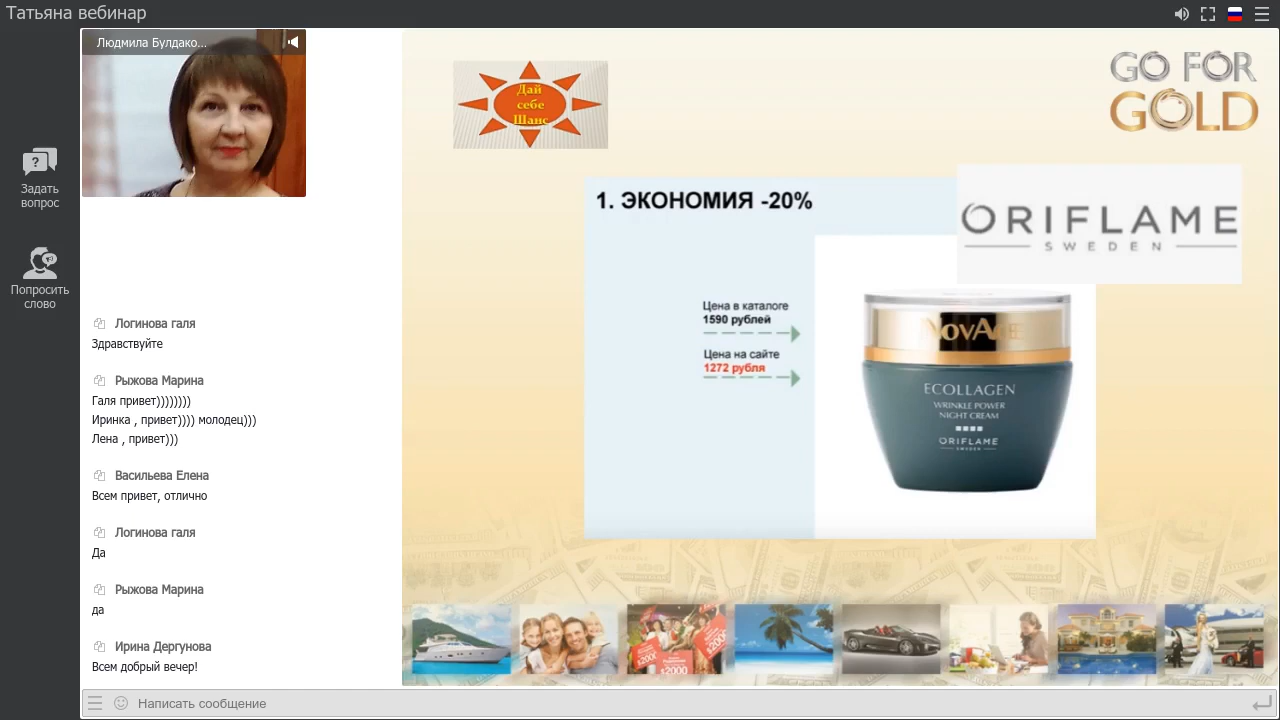 Татьяна вебинар
Людмила Булдако...
Задать
вопрос
Попросить
слово
Логинова галя
Здравствуйте
Рыжова Марина
Галя привет))))))))
Иринка , привет)))) молодец)))
Лена , привет)))
Васильева Елена
Всем привет, отлично
Логинова галя
Да
Рыжова Марина
да
Ирина Дергунова
Всем добрый вечер!
Написать сообщение
Дай
себе
Шанс
GO FOR
GOLD
1. ЭКОНОМИЯ -20%
ORIFLAME
SWEDEN
Цена в каталоге
1590 рублей
Цена на сайте
1272 рубля
NOVAGE
ECOLLAGEN
WRINKLE POWER
NIGHT CREAM
ORIFLAME
SWEDEN
$2000